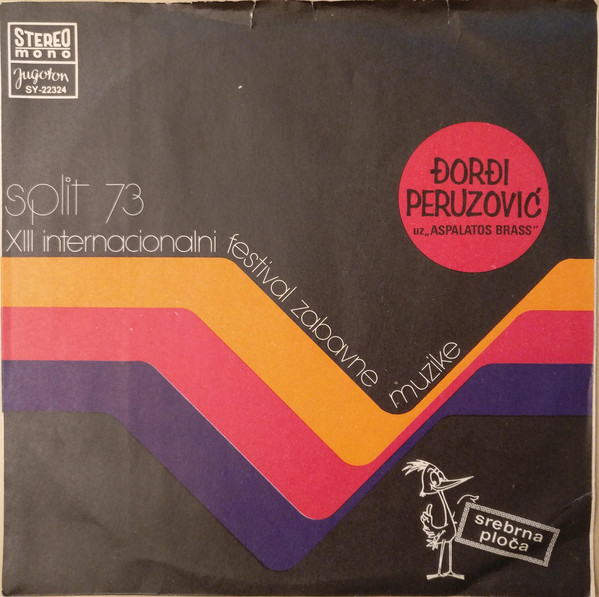 STEREO
mono
Jugoton
SY-22324
split 73
XIII internacionalni festival zabavne muzike
ĐORĐI
PERUZOVIĆ
uz „ASPALATOS BRASS"
srebrna
ploča